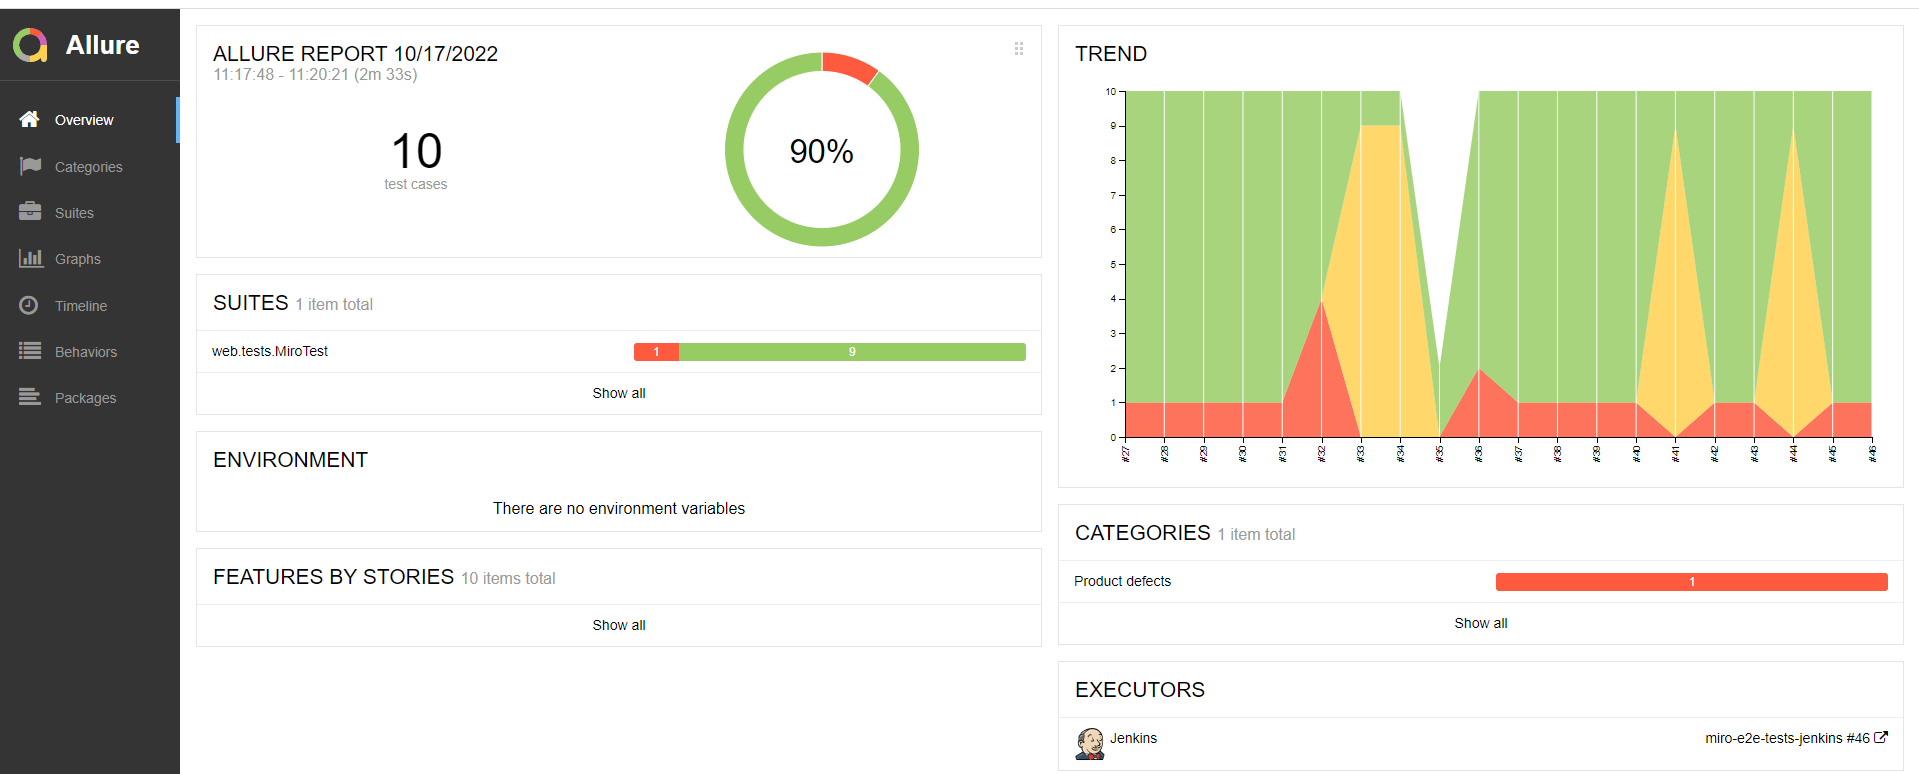 Allure
Overview
Categories
Suites
Graphs
Timeline
Behaviors
Packages
ALLURE REPORT 10/17/2022
11:17:48 - 11:20:21 (2m 33s)
10
test cases
90%
SUITES 1 item total
web.tests.MiroTest 1 9
Show all
ENVIRONMENT
There are no environment variables
FEATURES BY STORIES 10 items total
Show all
TREND
10
9
8
7
6
5
4
3
2
1
0
#27 #28 #29 #30 #31 #32 #33 #34 #35 #36 #37 #38 #39 #40 #41 #42 #43 #44 #45 #46
CATEGORIES 1 item total
Product defects 1
Show all
EXECUTORS
Jenkins miro-e2e-tests-jenkins #46